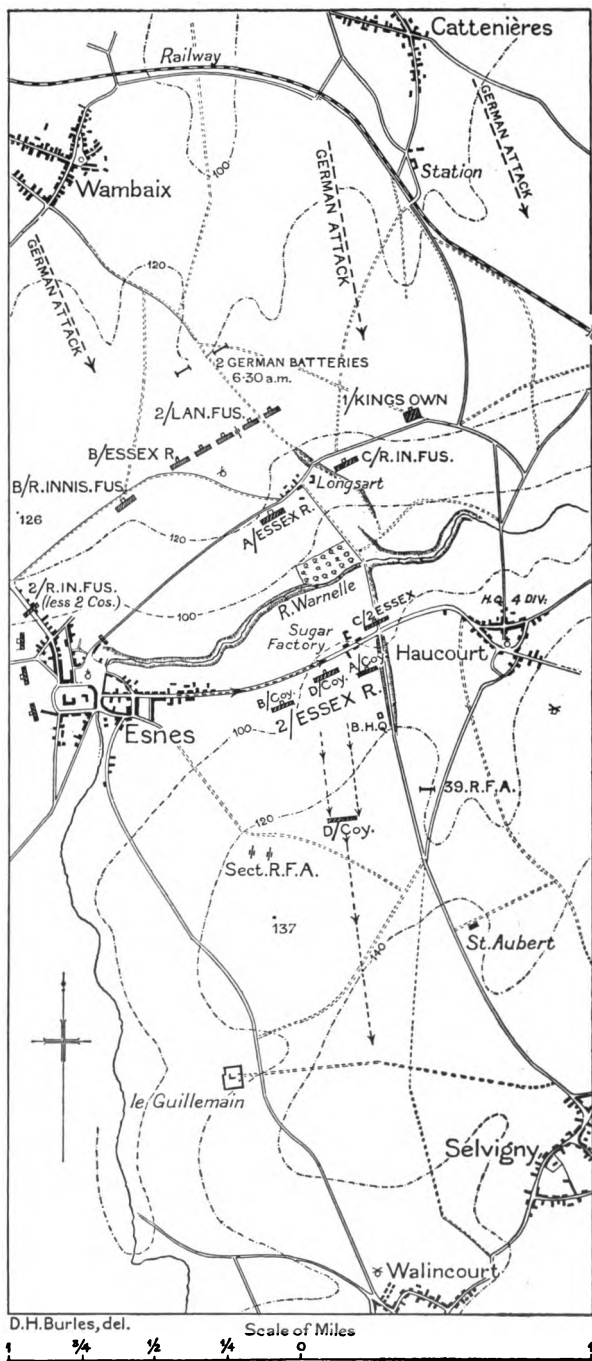 Cattenières
Railway
Wambaix
100
Station
GERMAN ATTACK
GERMAN ATTACK
GERMAN ATTACK
120
2 GERMAN BATTERIES
6·30 a.m.
2/LAN.FUS.
1/KINGS OWN
B/ESSEX R.
C/R.IN.FUS.
B/R.INNIS.FUS.
Longsart
126
A/ESSEX R.
120
2/R.IN.FUS.
(less 2 Cos.)
100
R.Warnelle
C/2 ESSEX
H.Q. 4 DIV.
Sugar
Factory
Haucourt
A/Coy.
D/Coy.
B/Coy.
2/ESSEX R.
Esnes
100
B.H.Q.
39.R.F.A.
120
D/Coy.
Sect.R.F.A.
137
140
St.Aubert
le Guillemain
Selvigny
Walincourt
D.H.Burles, del.
Scale of Miles
1 3/4 1/2 1/4 0 1